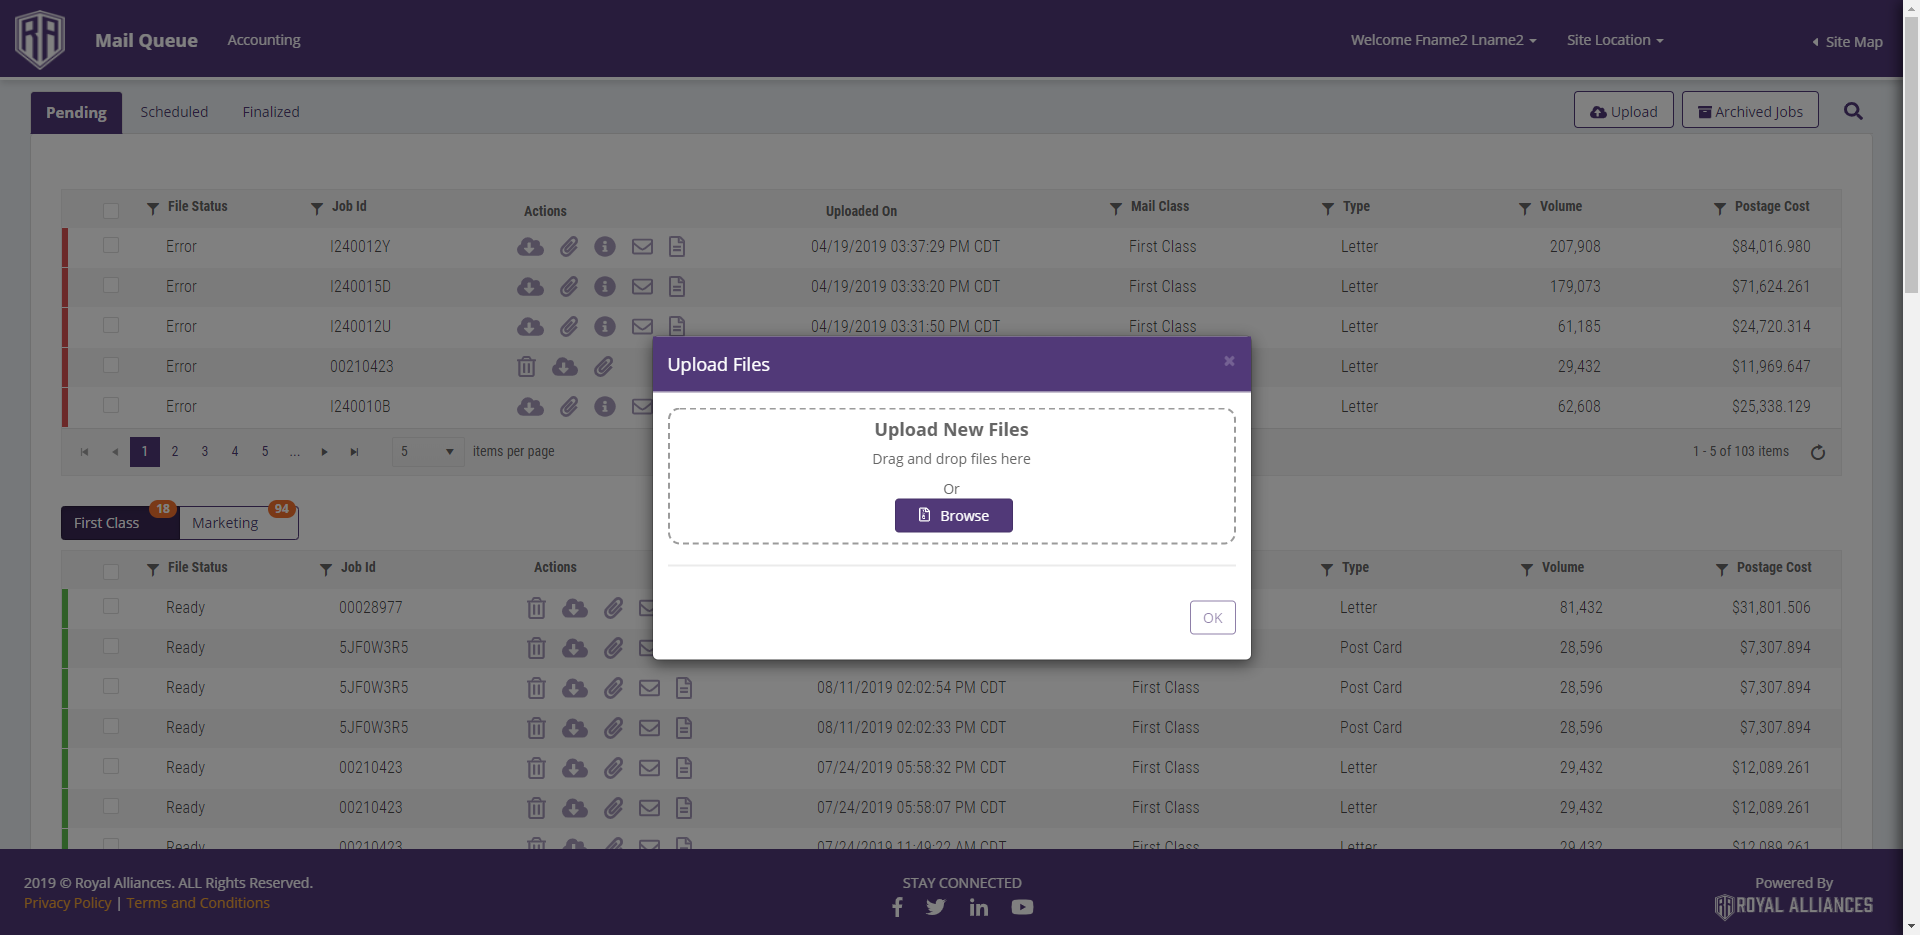 RA Mail Queue Accounting Welcome Fname2 Lname2 Site Location Site Map
Pending Scheduled Finalized Upload Archived Jobs
File Status Job Id Actions Uploaded On Mail Class Type Volume Postage Cost
Error I240012Y 04/19/2019 03:37:29 PM CDT First Class Letter 207,908 $84,016.980
Error I240015D 04/19/2019 03:33:20 PM CDT First Class Letter 179,073 $71,624.261
Error I240012U 04/19/2019 03:31:50 PM CDT First Class Letter 61,185 $24,720.314
Error 00210423 Letter 29,432 $11,969.647
Error I240010B Letter 62,608 $25,338.129
1 2 3 4 5 ... 5 items per page 1 - 5 of 103 items
Upload Files ×
Upload New Files
Drag and drop files here
Or
Browse
OK
First Class 18 Marketing 94
File Status Job Id Actions Type Volume Postage Cost
Ready 00028977 Letter 81,432 $31,801.506
Ready 5JF0W3R5 Post Card 28,596 $7,307.894
Ready 5JF0W3R5 08/11/2019 02:02:54 PM CDT First Class Post Card 28,596 $7,307.894
Ready 5JF0W3R5 08/11/2019 02:02:33 PM CDT First Class Post Card 28,596 $7,307.894
Ready 00210423 07/24/2019 05:58:32 PM CDT First Class Letter 29,432 $12,089.261
Ready 00210423 07/24/2019 05:58:07 PM CDT First Class Letter 29,432 $12,089.261
Ready 00210423 07/24/2019 11:49:22 AM CDT First Class Letter 29,432 $12,089.261
2019 © Royal Alliances. ALL Rights Reserved.
Privacy Policy | Terms and Conditions
STAY CONNECTED
Powered By
RA ROYAL ALLIANCES